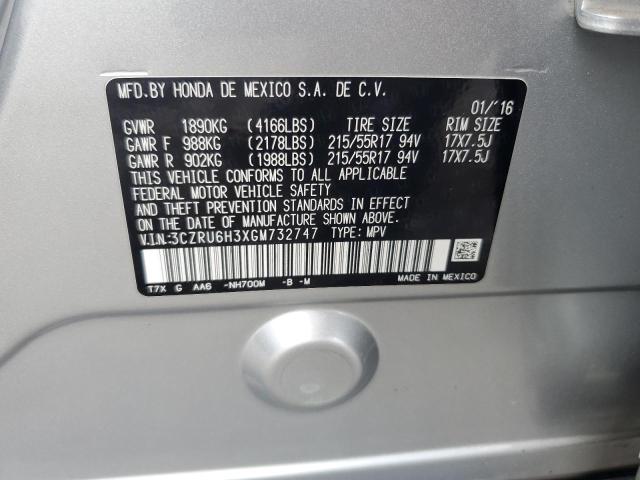 MFD.BY HONDA DE MEXICO S.A. DE C.V.
01/'16
GVWR 1890KG (4166LBS) TIRE SIZE RIM SIZE
GAWR F 988KG (2178LBS) 215/55R17 94V 17X7.5J
GAWR R 902KG (1988LBS) 215/55R17 94V 17X7.5J
THIS VEHICLE CONFORMS TO ALL APPLICABLE
FEDERAL MOTOR VEHICLE SAFETY
AND THEFT PREVENTION STANDARDS IN EFFECT
ON THE DATE OF MANUFACTURE SHOWN ABOVE.
V.I.N:3CZRU6H3XGM732747 TYPE: MPV
T7X G AA6 -NH700M -B -M MADE IN MEXICO